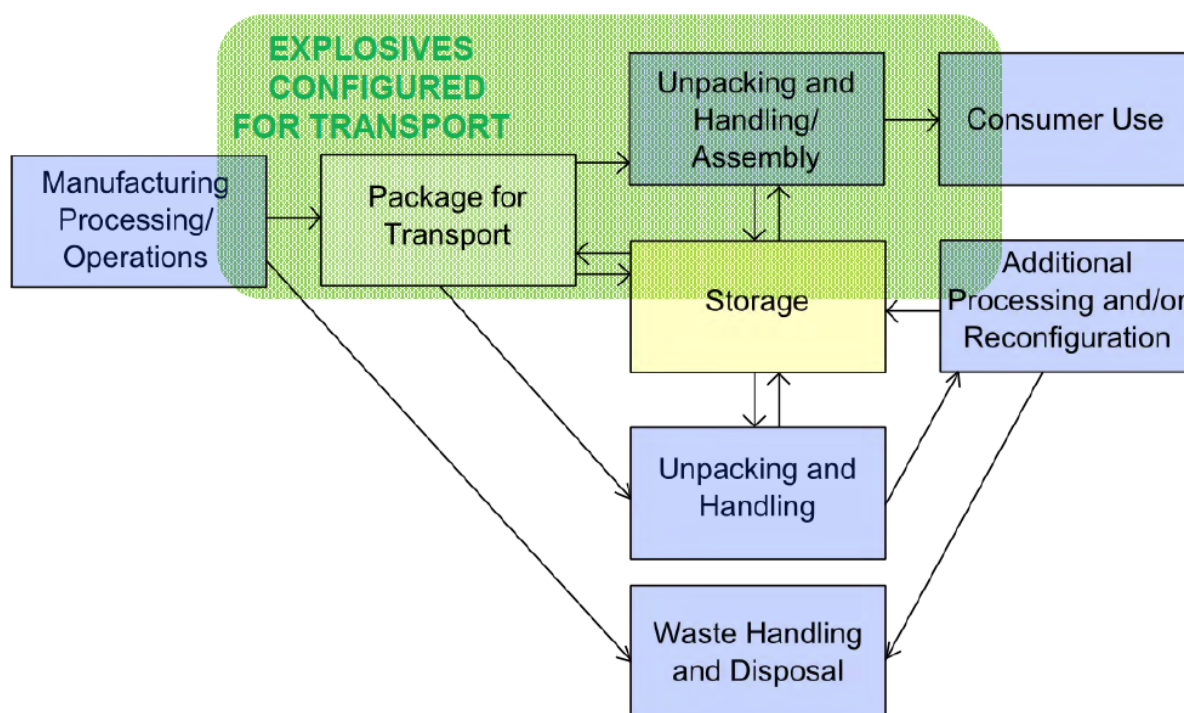 EXPLOSIVES
CONFIGURED
FOR TRANSPORT
Unpacking and
Handling/
Assembly
Consumer Use
Manufacturing
Processing/
Operations
Package for
Transport
Storage
Additional
Processing and/or
Reconfiguration
Unpacking and
Handling
Waste Handling
and Disposal